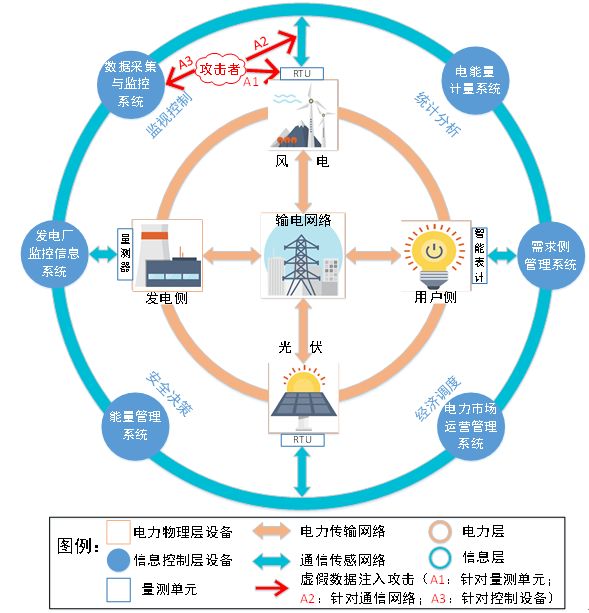 A2
A3
攻击者
A1
RTU
数据采集
与监控
系统
电能量
计量系统
监视控制
统计分析
风 电
输电网络
发电厂
监控信息
系统
量测器
发电侧
智能表计
用户侧
需求侧
管理系统
光 伏
RTU
安全决策
经济调度
能量管理
系统
电力市场
运营管理
系统
图例:
电力物理层设备
电力传输网络
电力层
信息控制层设备
通信传感网络
信息层
量测单元
虚假数据注入攻击（A1：针对量测单元；
A2：针对通信网络；A3：针对控制设备）